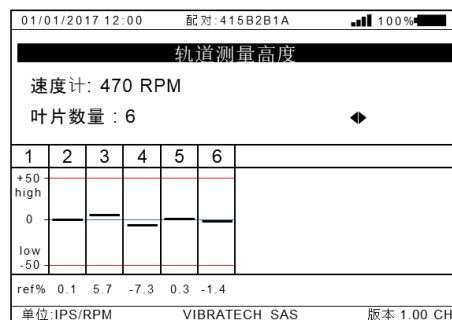 01/01/2017 12:00 配对:415B2B1A 100%
轨道测量高度
速度计: 470 RPM
叶片数量 : 6
1 2 3 4 5 6
+50
high
0
low
-50
ref% 0.1 5.7 -7.3 0.3 -1.4
单位:IPS/RPM VIBRATECH SAS 版本 1.00 CH